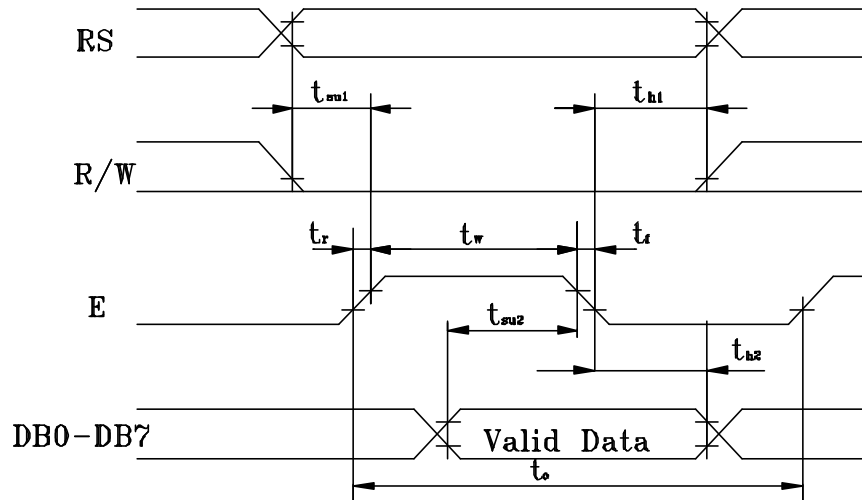 RS
tsu1
th1
R/W
tr
tw
tf
E
tsu2
th2
DB0-DB7
Valid Data
tc